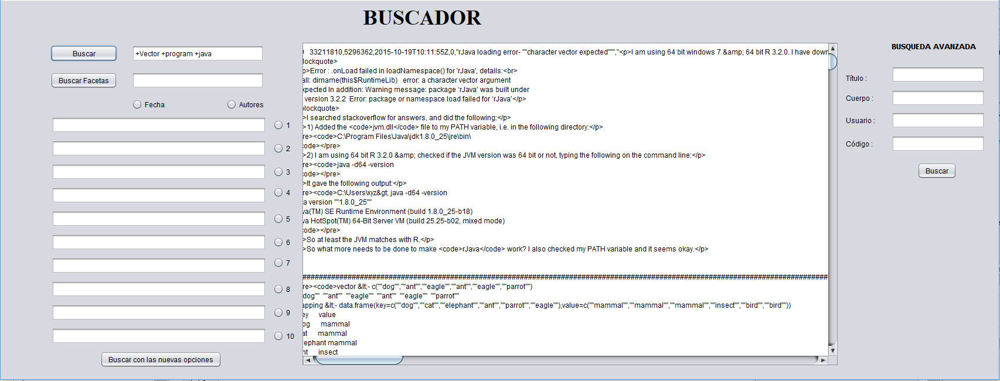 BUSCADOR
Buscar
+Vector +program +java
Buscar Facetas
Fecha
Autores
1
2
3
4
5
6
7
8
9
10
Buscar con las nuevas opciones
33211810,5296362,2015-10-19T10:11:55Z,0,"rJava loading error- ""character vector expected""","<p>I am using 64 bit windows 7 &amp; 64 bit R 3.2.0. I have down
lockquote>
p>Error : .onLoad failed in loadNamespace() for 'rJava', details:<br>
all: dirname(this$RuntimeLib) error: a character vector argument
xpected In addition: Warning message: package ‘rJava’ was built under
version 3.2.2 Error: package or namespace load failed for ‘rJava’</p>
blockquote>
>I searched stackoverflow for answers, and did the following:</p>
>1) Added the <code>jvm.dll</code> file to my PATH variable, i.e. in the following directory:</p>
re><code>C:\Program Files\Java\jdk1.8.0_25\jre\bin\
code></pre>
>2) I am using 64 bit R 3.2.0 &amp; checked if the JVM version was 64 bit or not, typing the following on the command line:</p>
re><code>java -d64 -version
code></pre>
>It gave the following output:</p>
re><code>C:\Users\xyz&gt; java -d64 -version
a version ""1.8.0_25""
va(TM) SE Runtime Environment (build 1.8.0_25-b18)
va HotSpot(TM) 64-Bit Server VM (build 25.25-b02, mixed mode)
code></pre>
>So at least the JVM matches with R.</p>
>So what more needs to be done to make <code>rJava</code> work? I also checked my PATH variable and it seems okay.</p>
re><code>vector &lt;- c(""dog"",""ant"",""eagle"",""ant"",""eagle"",""parrot"")
dog"" ""ant"" ""eagle"" ""ant"" ""eagle"" ""parrot""
apping &lt;- data.frame(key=c(""dog"",""cat"",""elephant"",""ant"",""parrot"",""eagle""),value=c(""mammal"",""mammal"",""mammal"",""insect"",""bird"",""bird""))
ey value
og mammal
at mammal
ephant mammal
nt insect
BUSQUEDA AVANZADA
Título :
Cuerpo :
Usuario :
Código :
Buscar